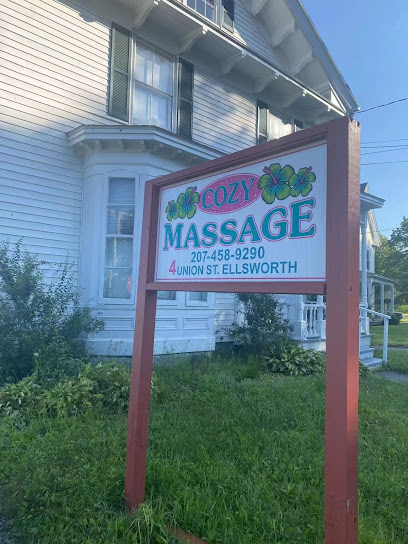 COZY
MASSAGE
207-458-9290
4 UNION ST. ELLSWORTH